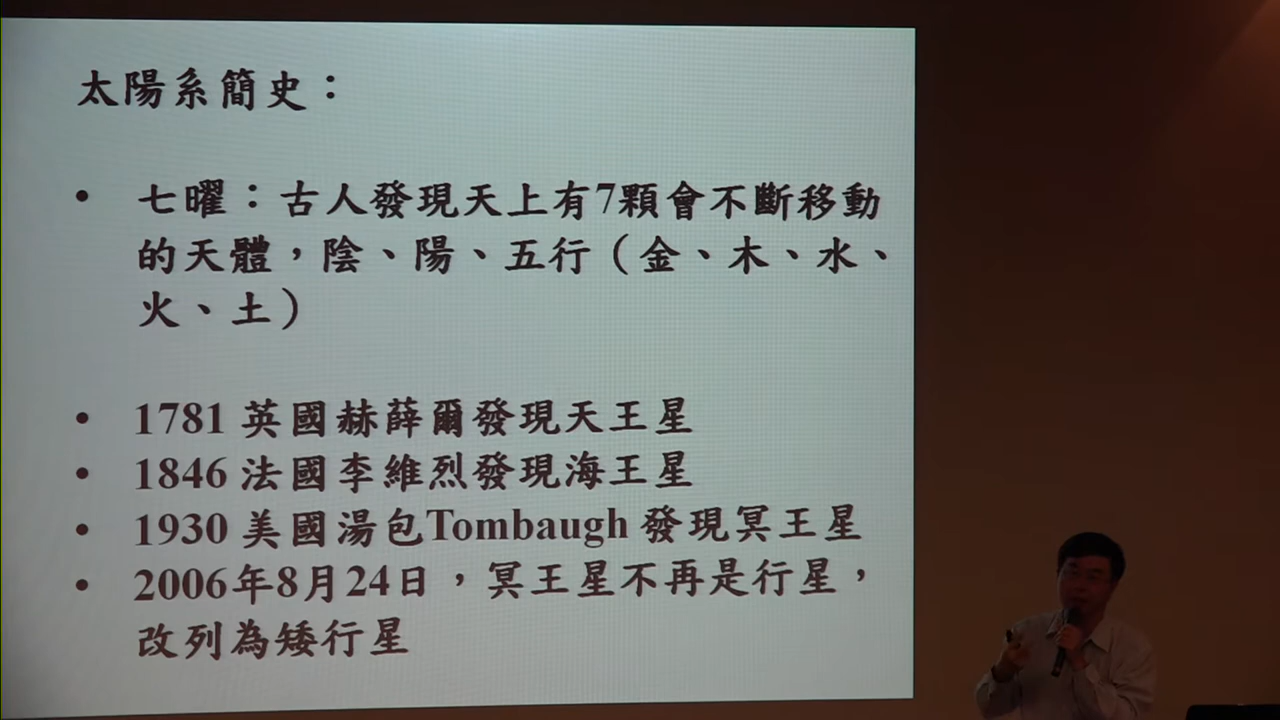 太陽系簡史：
• 七曜：古人發現天上有7顆會不斷移動
的天體，陰、陽、五行（金、木、水、
火、土）
• 1781 英國赫薛爾發現天王星
• 1846 法國李維烈發現海王星
• 1930 美國湯包Tombaugh 發現冥王星
• 2006年8月24日，冥王星不再是行星，
改列為矮行星